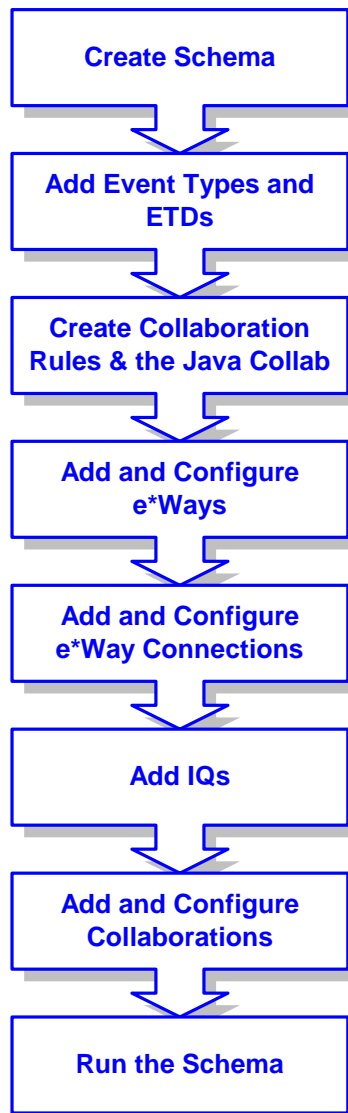 Create Schema
Add Event Types and
ETDs
Create Collaboration
Rules & the Java Collab
Add and Configure
e*Ways
Add and Configure
e*Way Connections
Add IQs
Add and Configure
Collaborations
Run the Schema